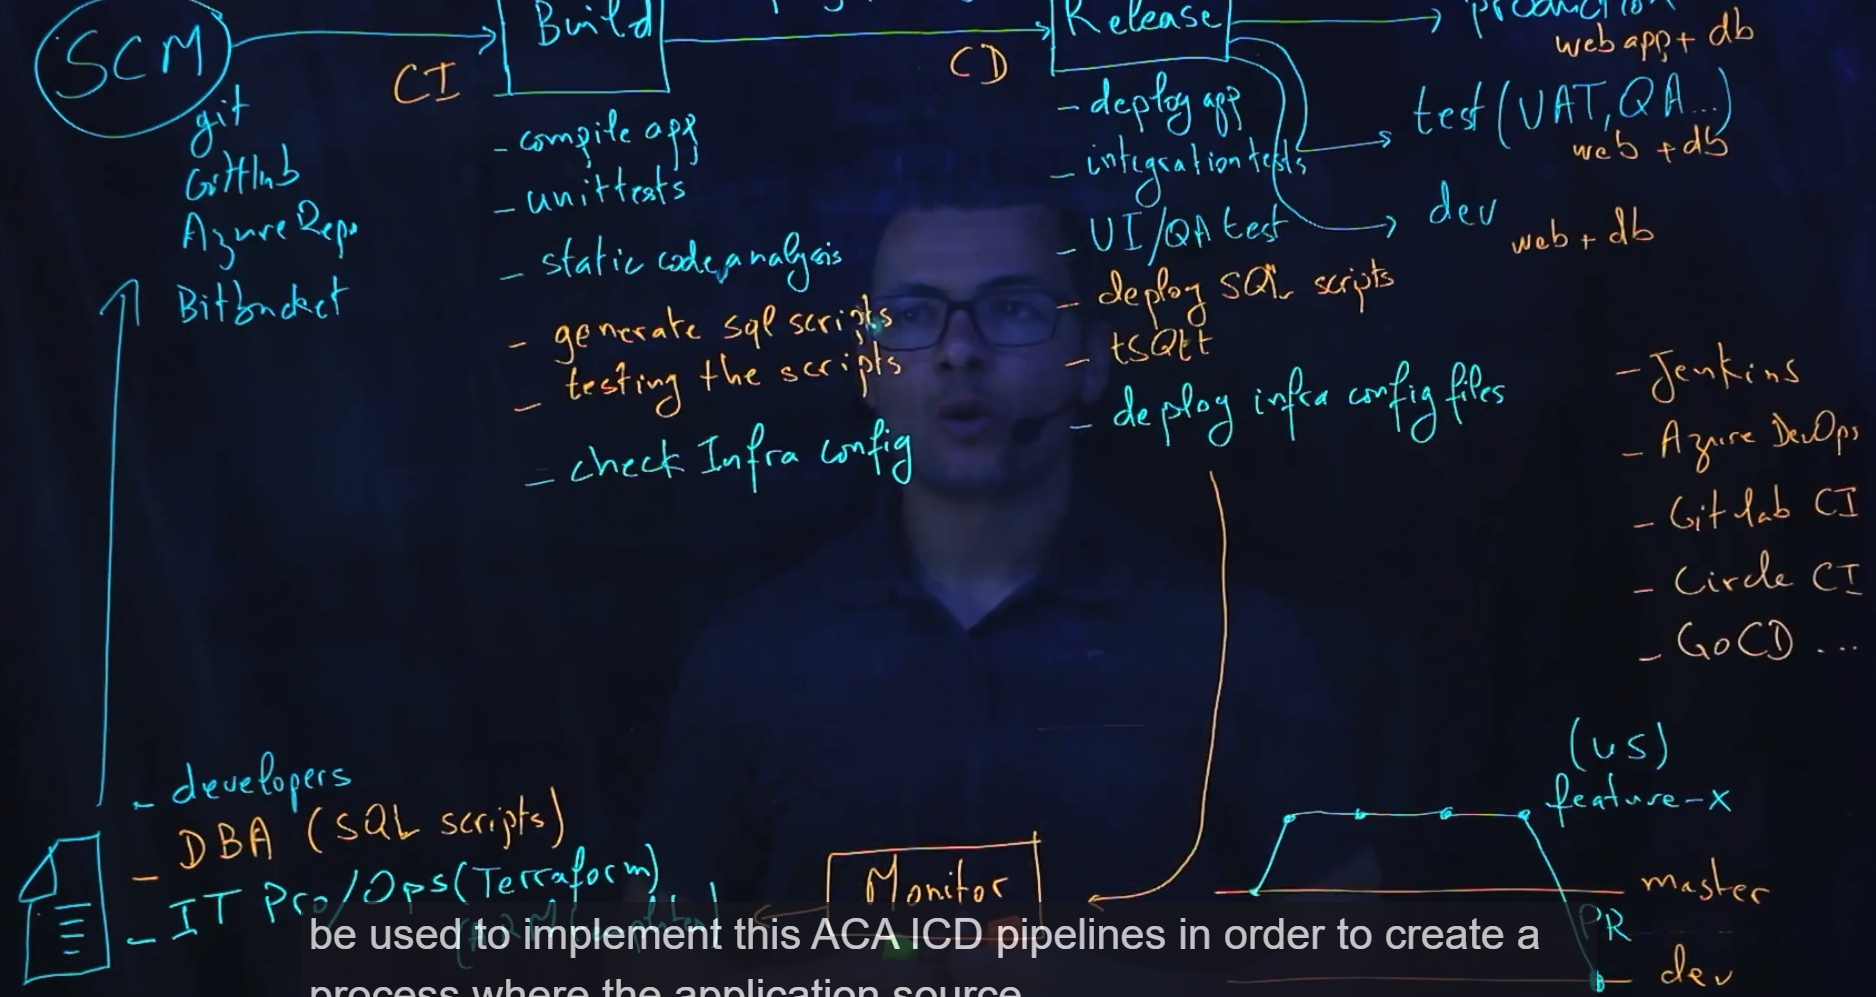 SCM
CI
Build
CD
Release
production
web app + db
git
GitHub
Azure Repo
Bitbucket
- compile app
- unit tests
- static code analysis
- generate sql scripts
- testing the scripts
- check Infra config
- deploy app
- integration tests
- UI/QA test
- deploy SQL scripts
- tSQLt
- deploy infra config files
test (UAT, QA...)
web + db
dev
web + db
- Jenkins
- Azure DevOps
- Gitlab CI
- Circle CI
- GoCD ...
- developers
- DBA (SQL scripts)
- IT Pro/Ops (Terraform)
Monitor
(US)
feature-x
master
PR
dev
be used to implement this ACA ICD pipelines in order to create a
process where the application source